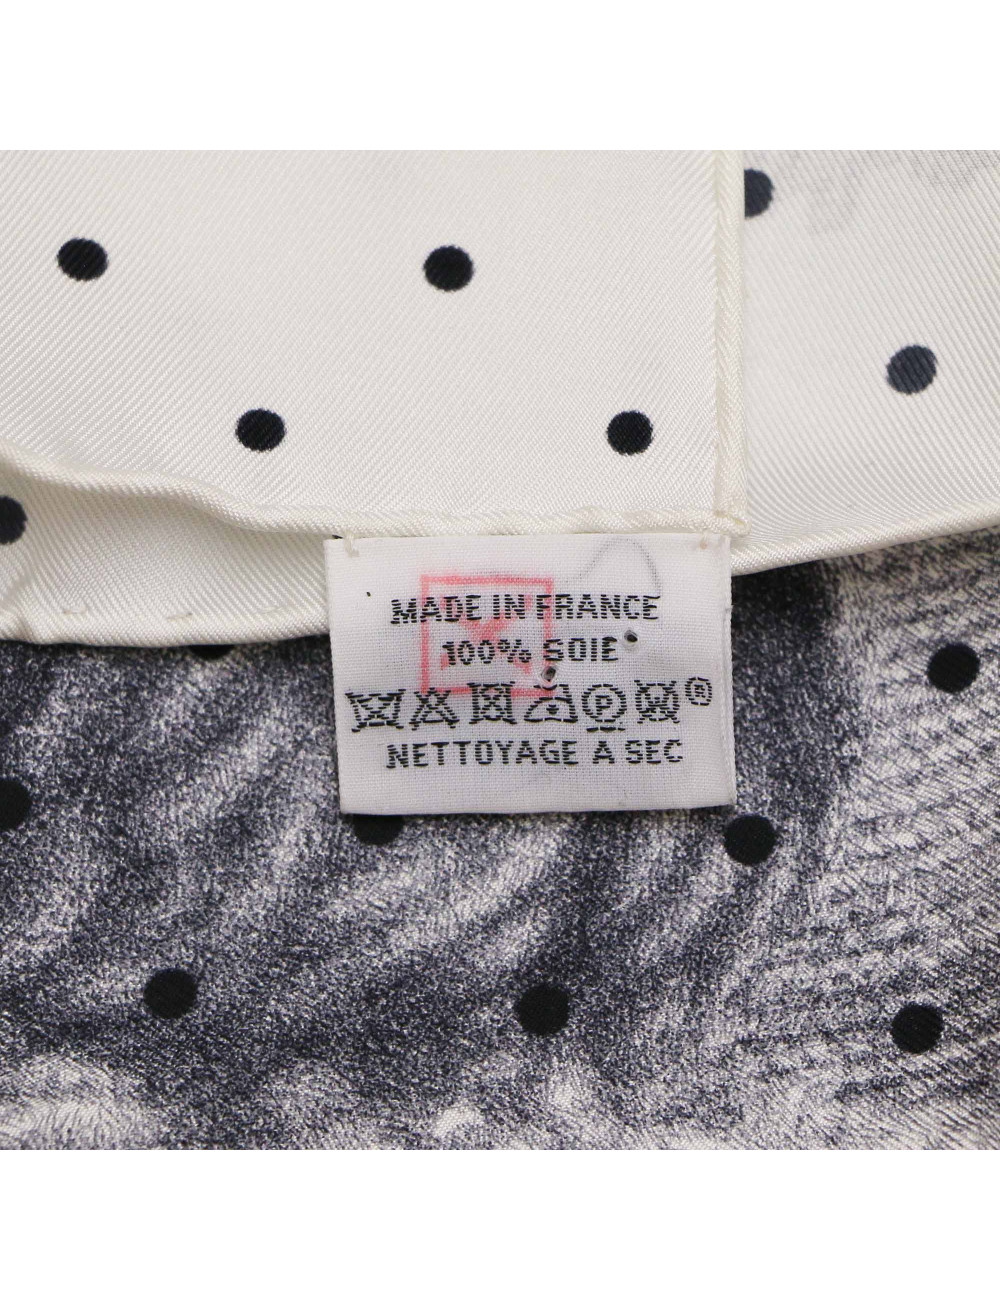 MADE IN FRANCE
100% SOIE
P ®
NETTOYAGE A SEC